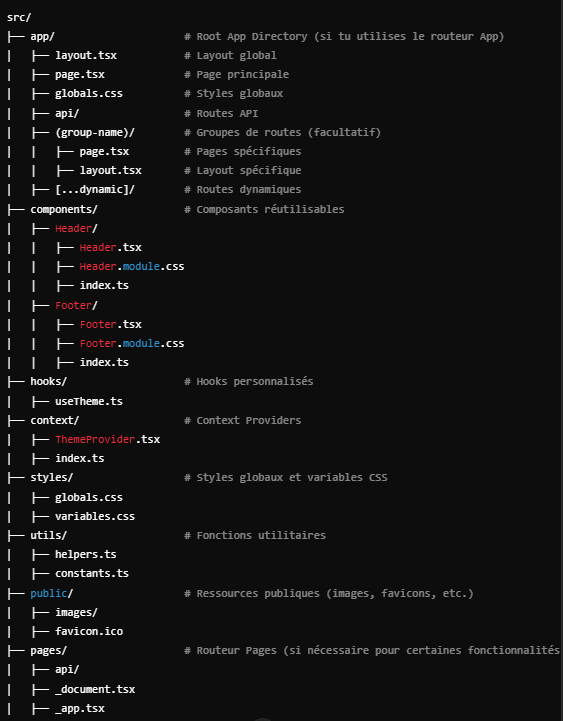 src/
├── app/ # Root App Directory (si tu utilises le routeur App)
│ ├── layout.tsx # Layout global
│ ├── page.tsx # Page principale
│ ├── globals.css # Styles globaux
│ ├── api/ # Routes API
│ ├── (group-name)/ # Groupes de routes (facultatif)
│ │ ├── page.tsx # Pages spécifiques
│ │ ├── layout.tsx # Layout spécifique
│ ├── [...dynamic]/ # Routes dynamiques
├── components/ # Composants réutilisables
│ ├── Header/
│ │ ├── Header.tsx
│ │ ├── Header.module.css
│ │ ├── index.ts
│ ├── Footer/
│ │ ├── Footer.tsx
│ │ ├── Footer.module.css
│ │ ├── index.ts
├── hooks/ # Hooks personnalisés
│ ├── useTheme.ts
├── context/ # Context Providers
│ ├── ThemeProvider.tsx
│ ├── index.ts
├── styles/ # Styles globaux et variables CSS
│ ├── globals.css
│ ├── variables.css
├── utils/ # Fonctions utilitaires
│ ├── helpers.ts
│ ├── constants.ts
├── public/ # Ressources publiques (images, favicons, etc.)
│ ├── images/
│ ├── favicon.ico
├── pages/ # Routeur Pages (si nécessaire pour certaines fonctionnalités
│ ├── api/
│ ├── _document.tsx
│ ├── _app.tsx